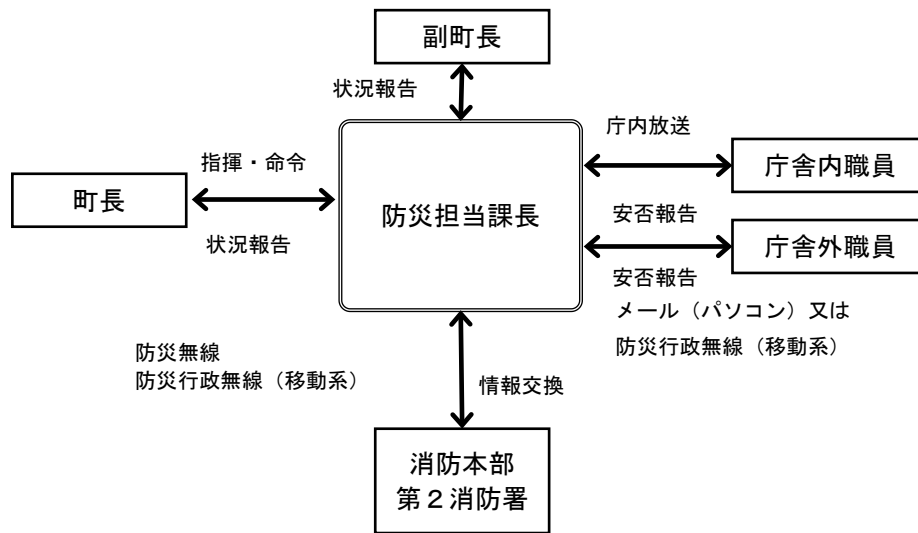 副町長
状況報告
庁内放送
指揮・命令
庁舎内職員
町長
防災担当課長
安否報告
状況報告
庁舎外職員
安否報告
メール（パソコン）又は
防災行政無線（移動系）
防災無線
防災行政無線（移動系）
情報交換
消防本部
第２消防署